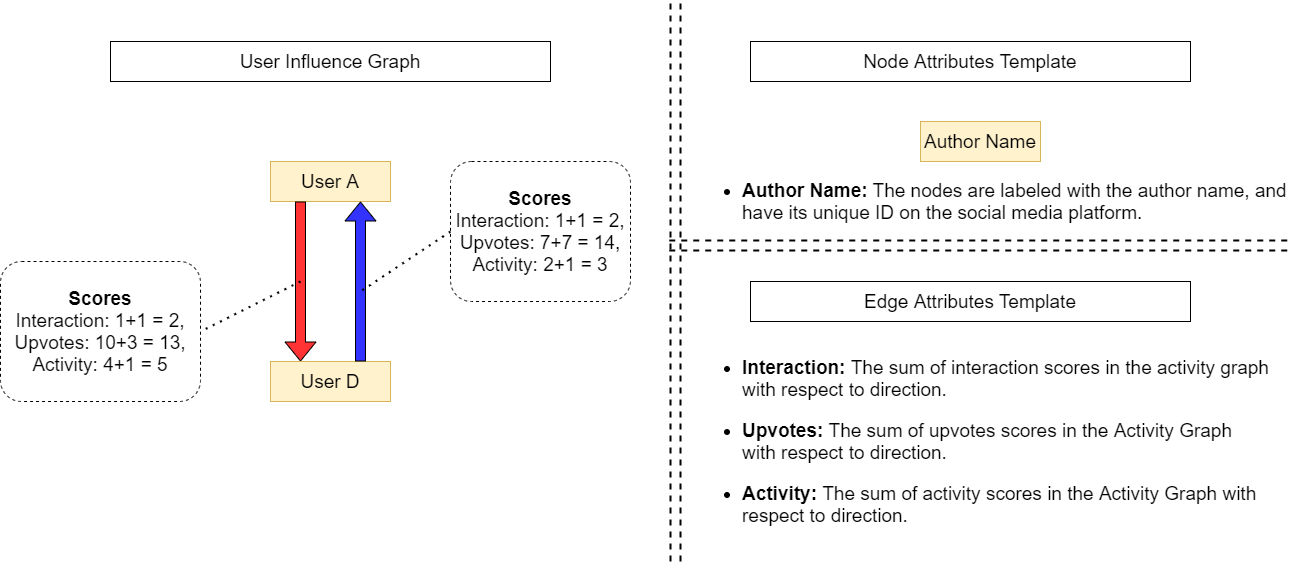 User Influence Graph
User A
Scores
Interaction: 1+1 = 2,
Upvotes: 7+7 = 14,
Activity: 2+1 = 3
Scores
Interaction: 1+1 = 2,
Upvotes: 10+3 = 13,
Activity: 4+1 = 5
User D
Node Attributes Template
Author Name
• Author Name: The nodes are labeled with the author name, and
have its unique ID on the social media platform.
Edge Attributes Template
• Interaction: The sum of interaction scores in the activity graph
with respect to direction.
• Upvotes: The sum of upvotes scores in the Activity Graph
with respect to direction.
• Activity: The sum of activity scores in the Activity Graph with
respect to direction.